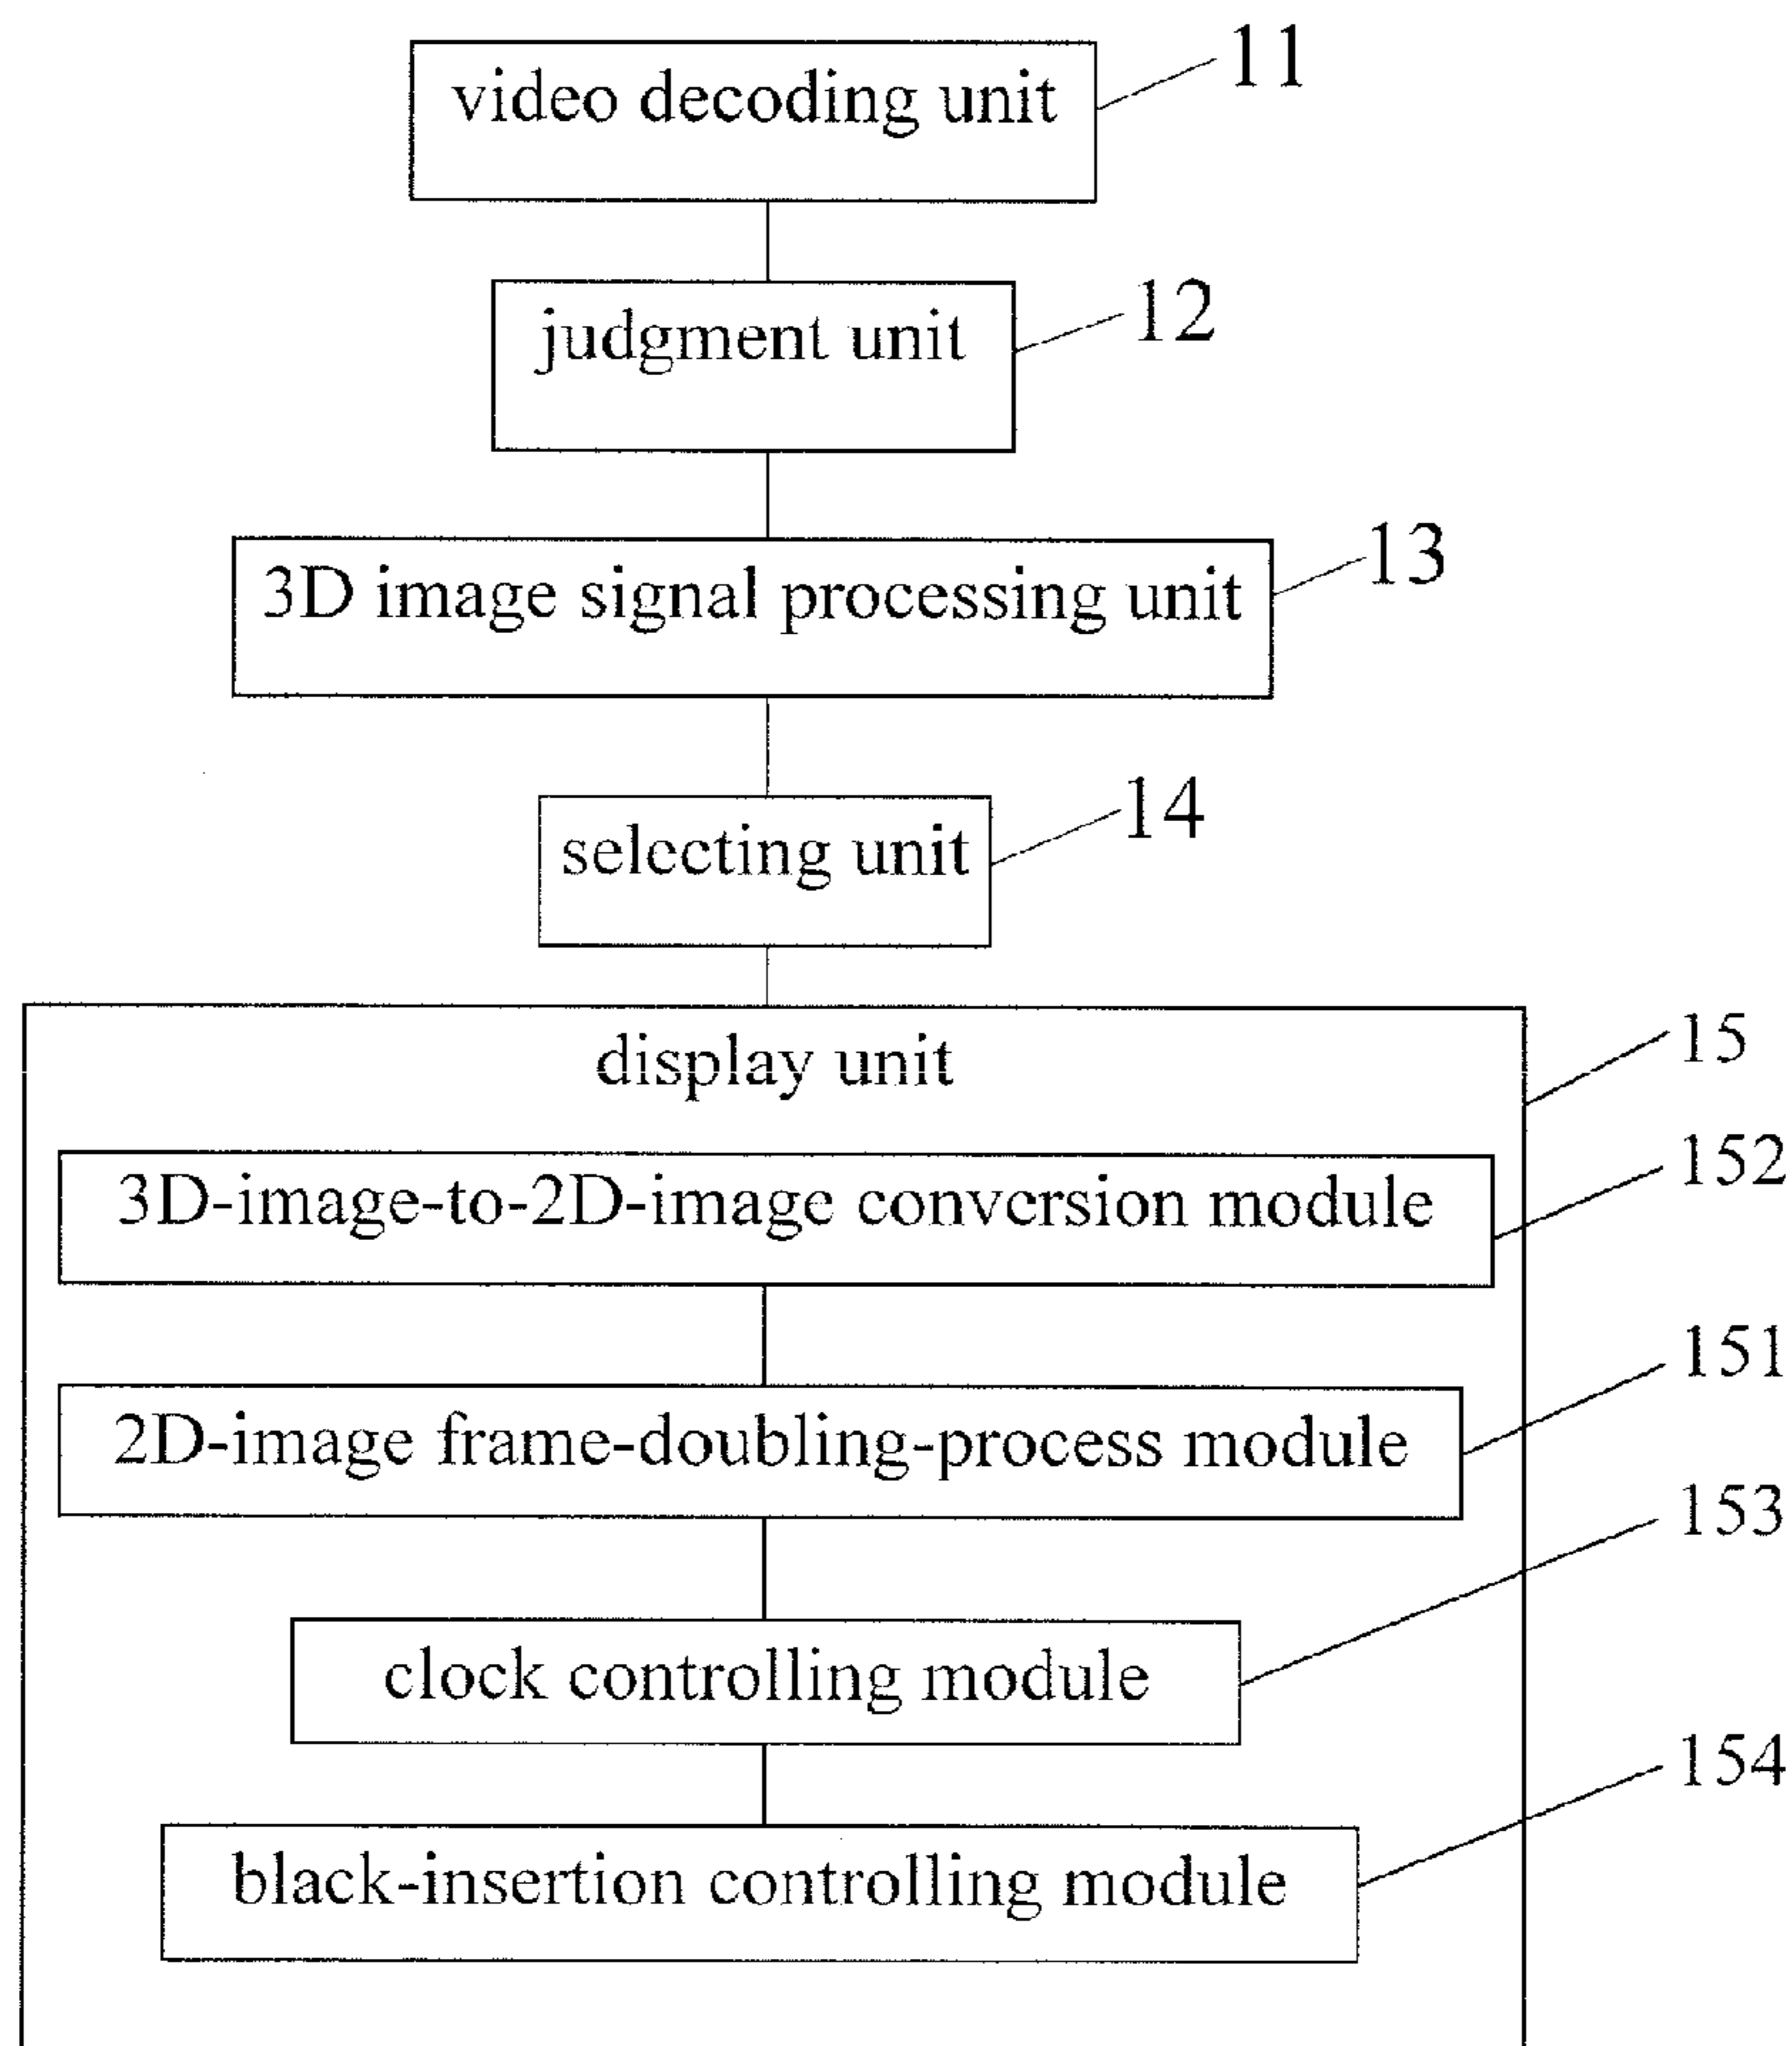 video decoding unit
11
judgment unit
12
3D image signal processing unit
13
selecting unit
14
display unit
15
3D-image-to-2D-image conversion module
152
2D-image frame-doubling-process module
151
clock controlling module
153
black-insertion controlling module
154